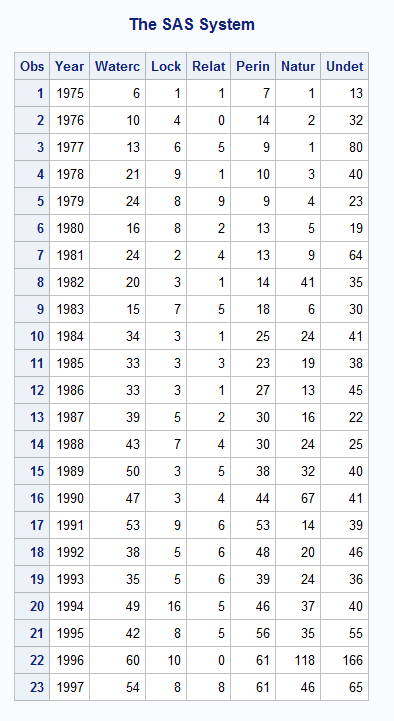 The SAS System
Obs Year Waterc Lock Relat Perin Natur Undet
1 1975 6 1 1 7 1 13
2 1976 10 4 0 14 2 32
3 1977 13 6 5 9 1 80
4 1978 21 9 1 10 3 40
5 1979 24 8 9 9 4 23
6 1980 16 8 2 13 5 19
7 1981 24 2 4 13 9 64
8 1982 20 3 1 14 41 35
9 1983 15 7 5 18 6 30
10 1984 34 3 1 25 24 41
11 1985 33 3 3 23 19 38
12 1986 33 3 1 27 13 45
13 1987 39 5 2 30 16 22
14 1988 43 7 4 30 24 25
15 1989 50 3 5 38 32 40
16 1990 47 3 4 44 67 41
17 1991 53 9 6 53 14 39
18 1992 38 5 6 48 20 46
19 1993 35 5 6 39 24 36
20 1994 49 16 5 46 37 40
21 1995 42 8 5 56 35 55
22 1996 60 10 0 61 118 166
23 1997 54 8 8 61 46 65